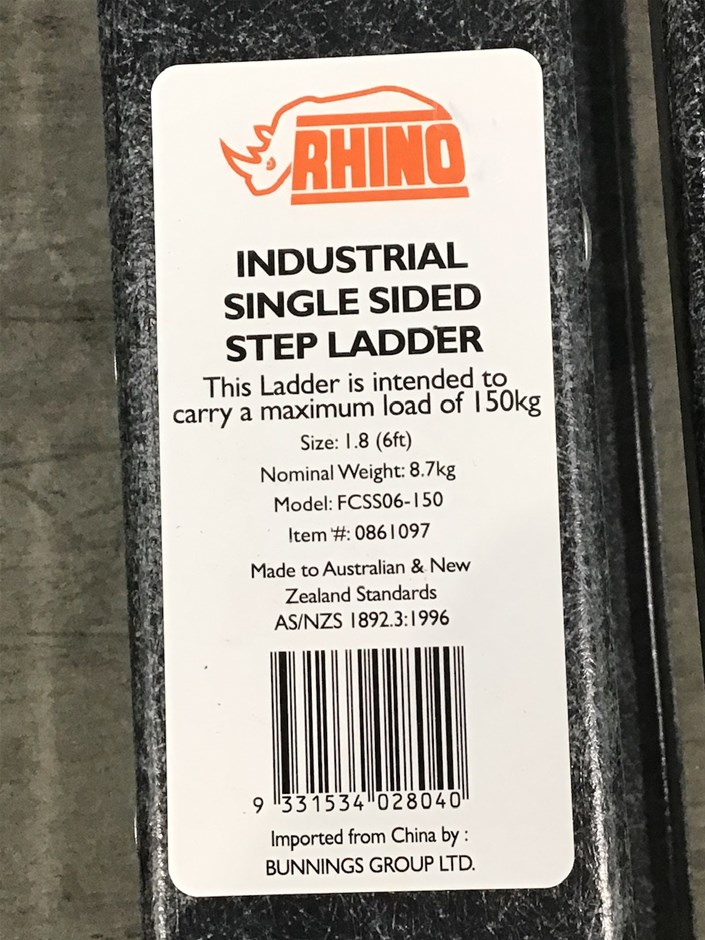 RHINO
INDUSTRIAL
SINGLE SIDED
STEP LADDER
This Ladder is intended to
carry a maximum load of 150kg
Size: 1.8 (6ft)
Nominal Weight: 8.7kg
Model: FCSS06-150
Item #: 0861097
Made to Australian & New
Zealand Standards
AS/NZS 1892.3:1996
9 331534 028040
Imported from China by :
BUNNINGS GROUP LTD.